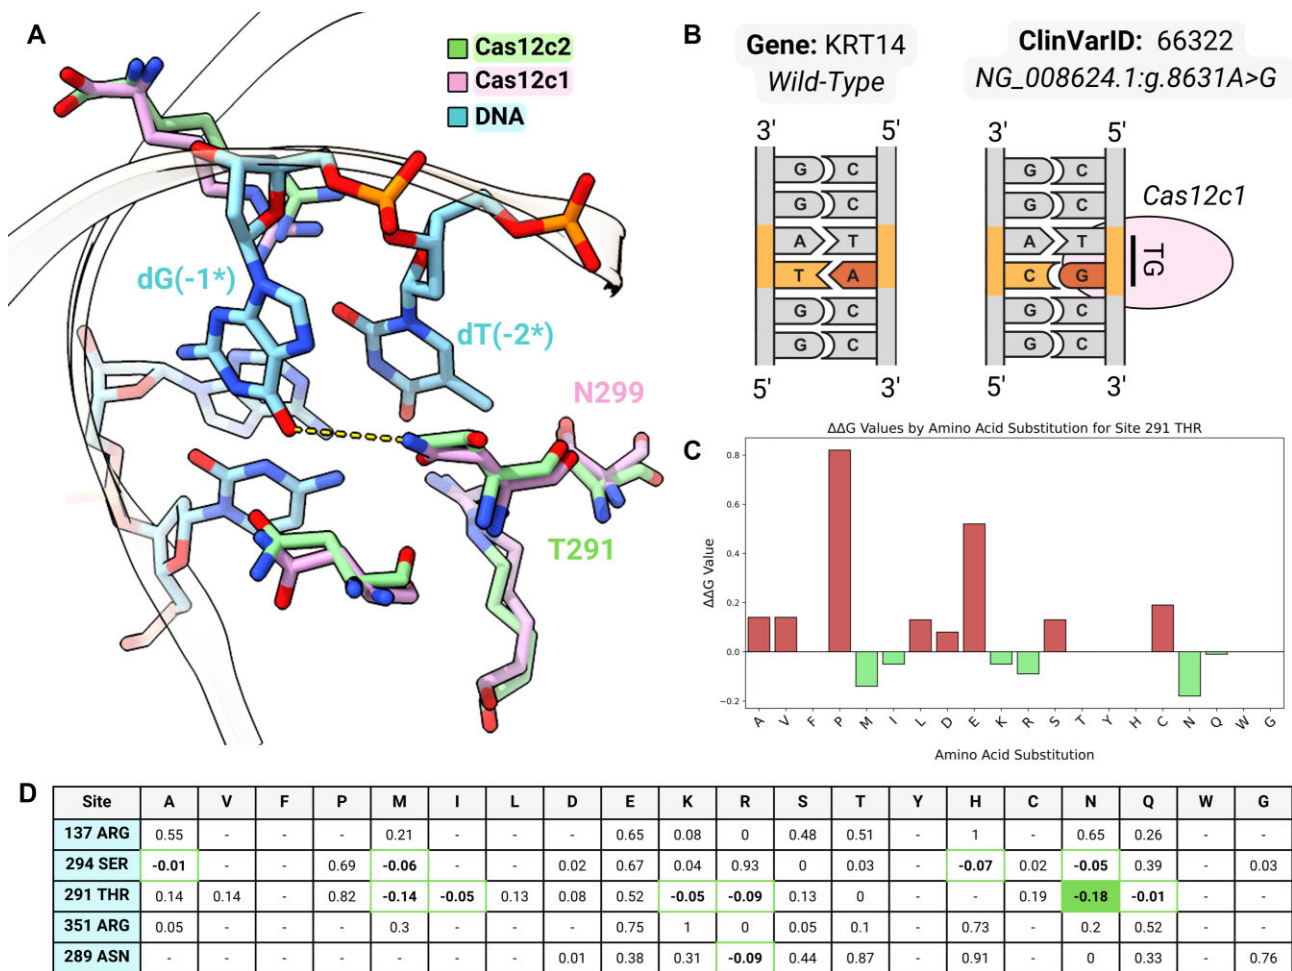 A
Cas12c2
Cas12c1
DNA
dG(-1*)
dT(-2*)
N299
T291
B
Gene: KRT14
Wild-Type
ClinVarID: 66322
NG_008624.1:g.8631A>G
3' 5'
G C
G C
A T
T A
G C
G C
5' 3'
3' 5'
Cas12c1
G C
G C
A T
C G
TG
G C
G C
5' 3'
C
ΔΔG Values by Amino Acid Substitution for Site 291 THR
ΔΔG Value
0.8
0.6
0.4
0.2
0.0
−0.2
A V F P M I L D E K R S T Y H C N Q W G
Amino Acid Substitution
D
Site A V F P M I L D E K R S T Y H C N Q W G
137 ARG 0.55 - - - 0.21 - - - 0.65 0.08 0 0.48 0.51 - 1 - 0.65 0.26 - -
294 SER -0.01 - - 0.69 -0.06 - - 0.02 0.67 0.04 0.93 0 0.03 - -0.07 0.02 -0.05 0.39 - 0.03
291 THR 0.14 0.14 - 0.82 -0.14 -0.05 0.13 0.08 0.52 -0.05 -0.09 0.13 0 - - 0.19 -0.18 -0.01 - -
351 ARG 0.05 - - - 0.3 - - - 0.75 1 0 0.05 0.1 - 0.73 - 0.2 0.52 - -
289 ASN - - - - - - - 0.01 0.38 0.31 -0.09 0.44 0.87 - 0.91 - 0 0.33 - 0.76